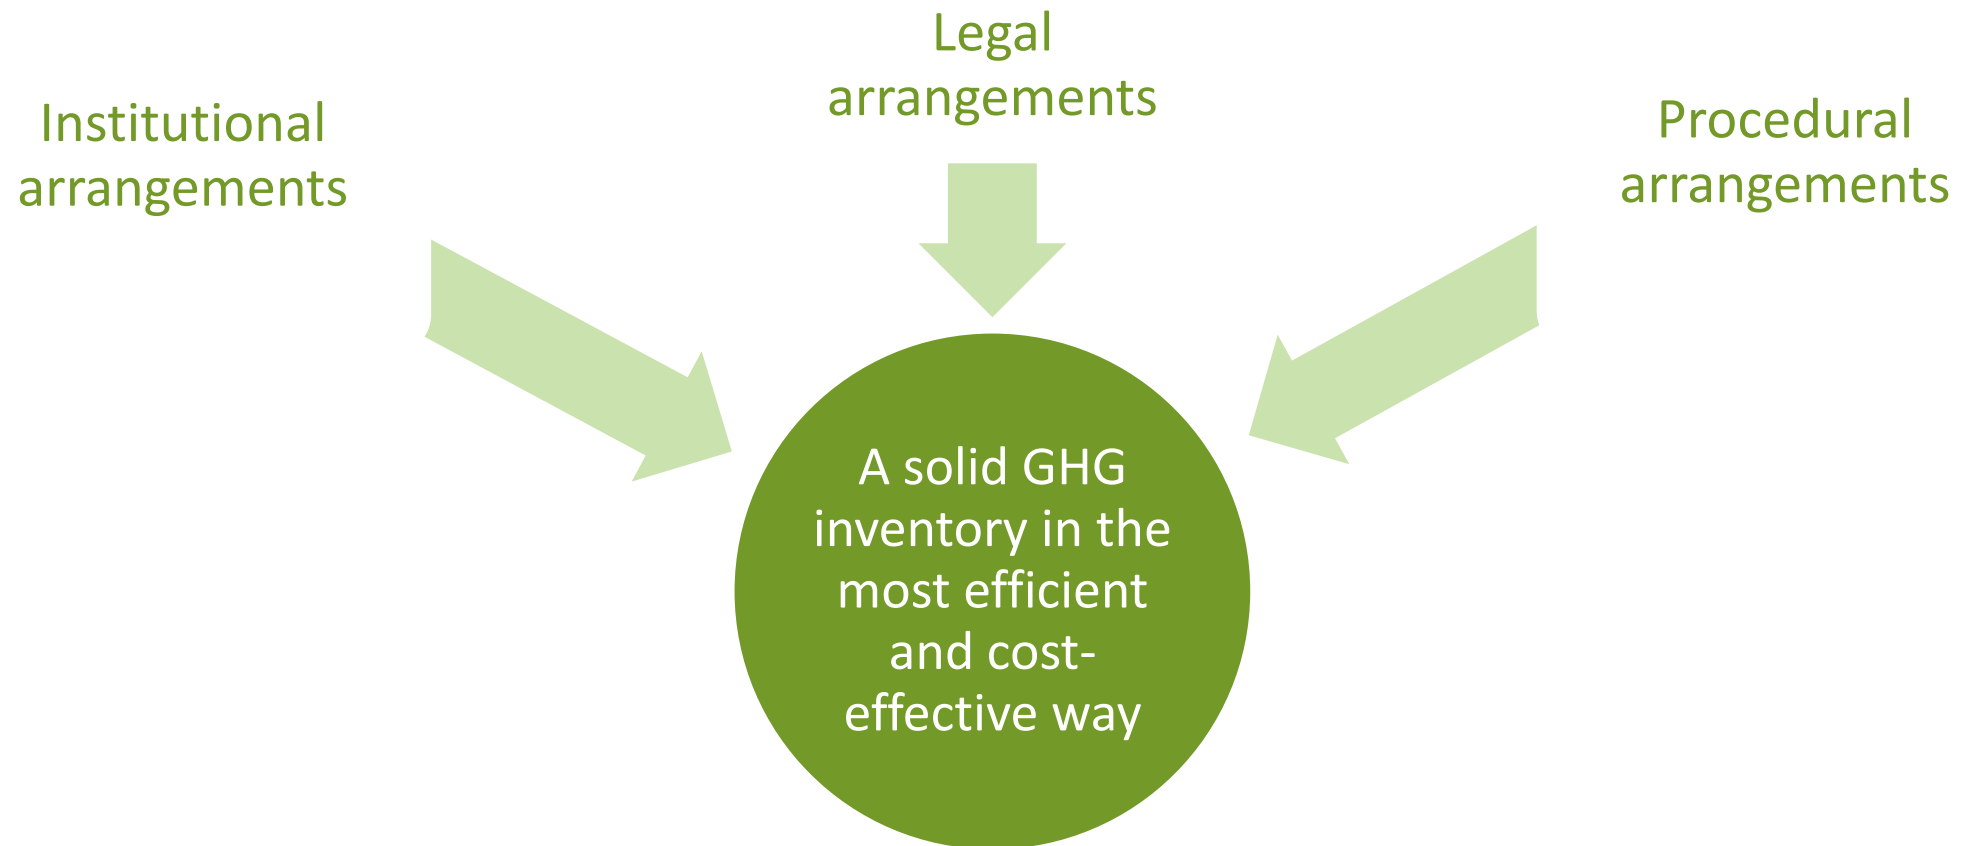 Institutional
arrangements
Legal
arrangements
Procedural
arrangements
A solid GHG
inventory in the
most efficient
and cost-
effective way